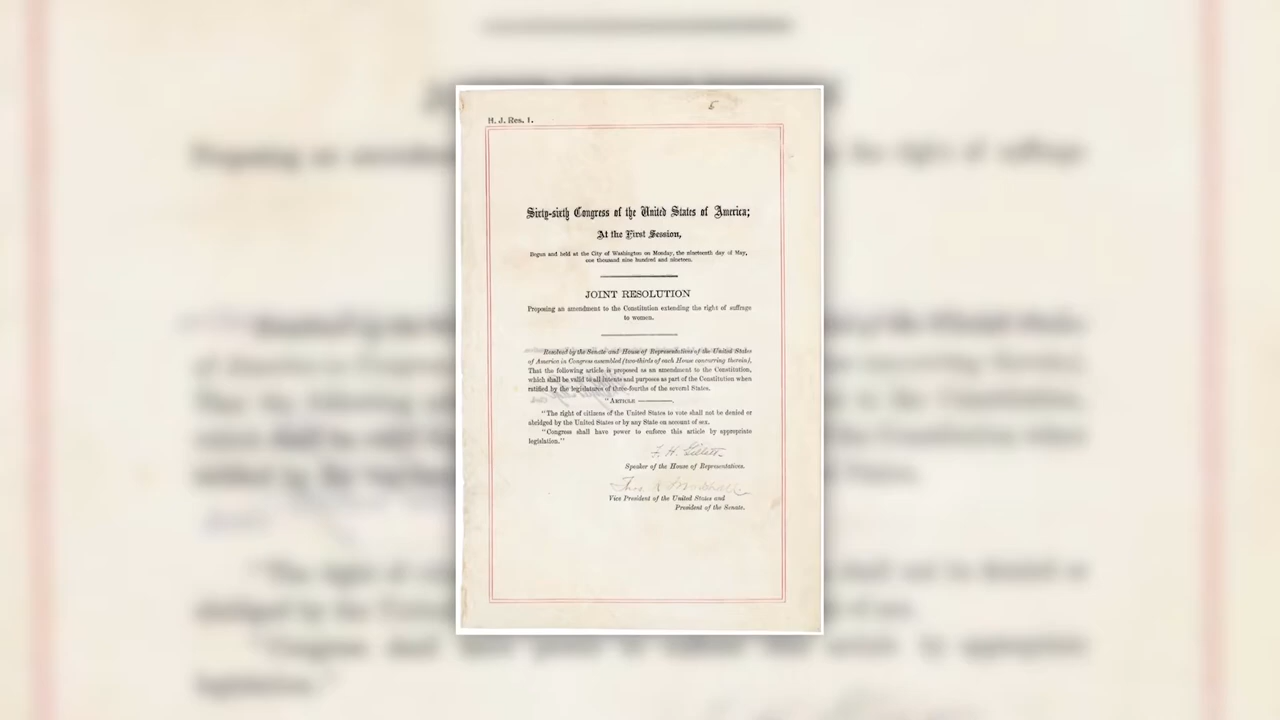 H. J. Res. 1.
Sixty-sixth Congress of the United States of America;
At the First Session,
Begun and held at the City of Washington on Monday, the nineteenth day of May,
one thousand nine hundred and nineteen.
JOINT RESOLUTION
Proposing an amendment to the Constitution extending the right of suffrage
to women.
Resolved by the Senate and House of Representatives of the United States
of America in Congress assembled (two-thirds of each House concurring therein),
That the following article is proposed as an amendment to the Constitution,
which shall be valid to all intents and purposes as part of the Constitution when
ratified by the legislatures of three-fourths of the several States.
"ARTICLE ————.
"The right of citizens of the United States to vote shall not be denied or
abridged by the United States or by any State on account of sex.
"Congress shall have power to enforce this article by appropriate
legislation."
F. H. Gillett
Speaker of the House of Representatives.
Thos R Marshall
Vice President of the United States and
President of the Senate.